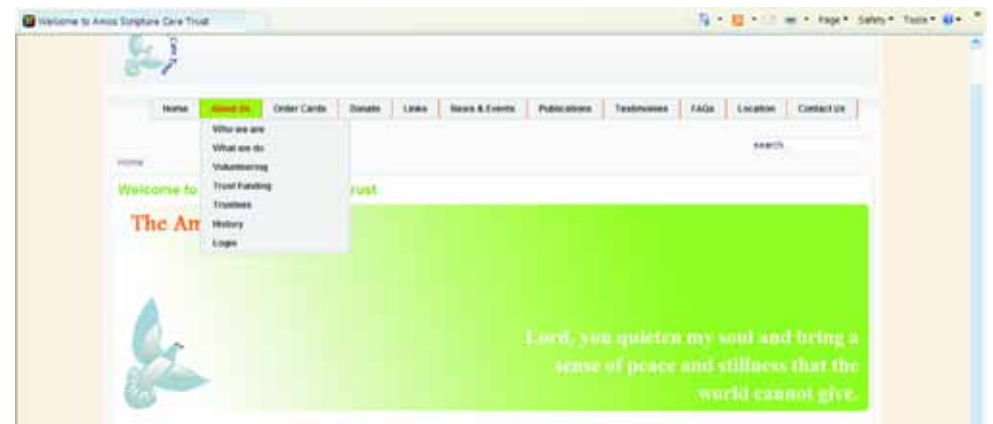 Welcome to Amos Scripture Care Trust
Page Safety Tools
Home About Us Order Cards Donate Links News & Events Publications Testimonies FAQs Location Contact Us
Who we are
What we do
search
Home
Volunteering
Welcome to rust
Trust Funding
Trustees
The Am
History
Login
Lord, you quieten my soul and bring a
sense of peace and stillness that the
world cannot give.